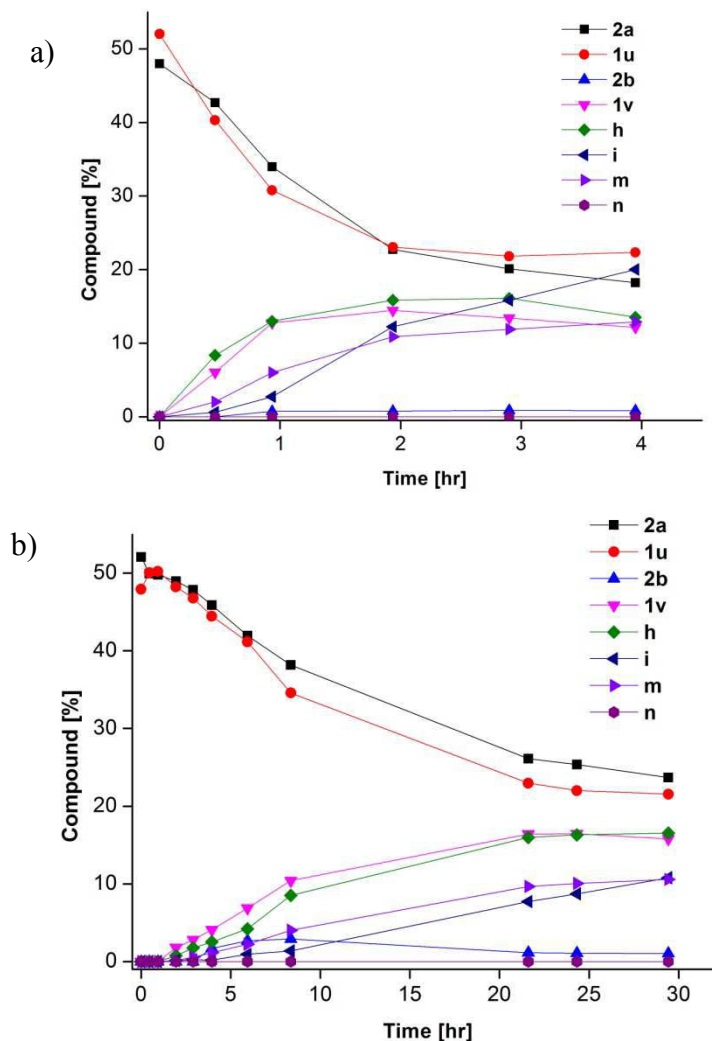 a)
Compound [%]
50
40
30
20
10
0
0 1 2 3 4
Time [hr]
2a
1u
2b
1v
h
i
m
n
b)
Compound [%]
50
40
30
20
10
0
0 5 10 15 20 25 30
Time [hr]
2a
1u
2b
1v
h
i
m
n